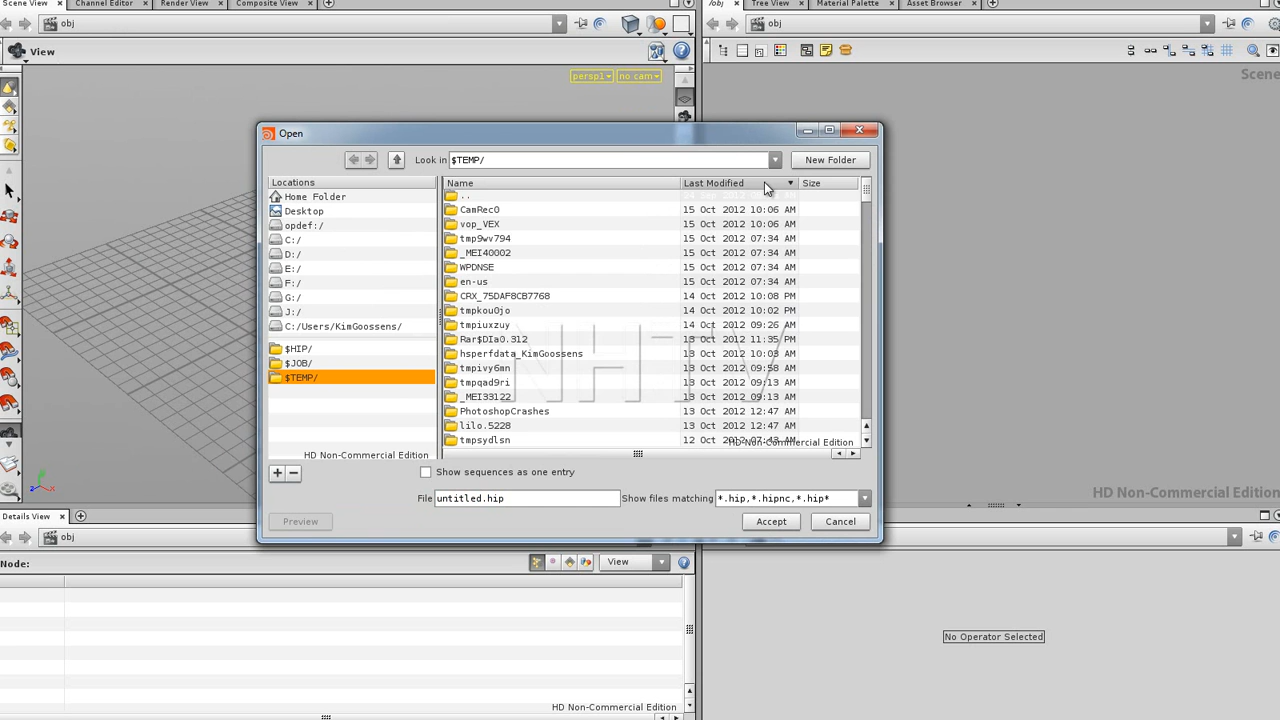 Scene View Channel Editor Render View Composite View
/obj Tree View Material Palette Asset Browser
obj
obj
View
persp1 no cam
Scene
Open
Look in $TEMP/ New Folder
Locations
Home Folder
Desktop
opdef:/
C:/
D:/
E:/
F:/
G:/
J:/
C:/Users/KimGoossens/
$HIP/
$JOB/
$TEMP/
HD Non-Commercial Edition
Name Last Modified Size
..
CamRec0 15 Oct 2012 10:06 AM
vop_VEX 15 Oct 2012 10:06 AM
tmp9wv794 15 Oct 2012 07:34 AM
_MEI40002 15 Oct 2012 07:34 AM
WPDNSE 15 Oct 2012 07:34 AM
en-us 15 Oct 2012 07:34 AM
CRX_75DAF8CB7768 14 Oct 2012 10:08 PM
tmpkou0jo 14 Oct 2012 10:02 PM
tmpiuxzuy 14 Oct 2012 09:26 AM
Rar$DIa0.312 13 Oct 2012 11:35 PM
hsperfdata_KimGoossens 13 Oct 2012 10:03 AM
tmpivy6mn 13 Oct 2012 09:58 AM
tmpqad9ri 13 Oct 2012 09:13 AM
_MEI33122 13 Oct 2012 09:13 AM
PhotoshopCrashes 13 Oct 2012 12:47 AM
lilo.5228 13 Oct 2012 12:47 AM
tmpsydlsn 12 Oct 2012 07:43 AM
HD Non-Commercial Edition
NHTV
Show sequences as one entry
File untitled.hip Show files matching *.hip,*.hipnc,*.hip*
Preview Accept Cancel
HD Non-Commercial Edition
Details View
obj
Node:
View
No Operator Selected
HD Non-Commercial Edition